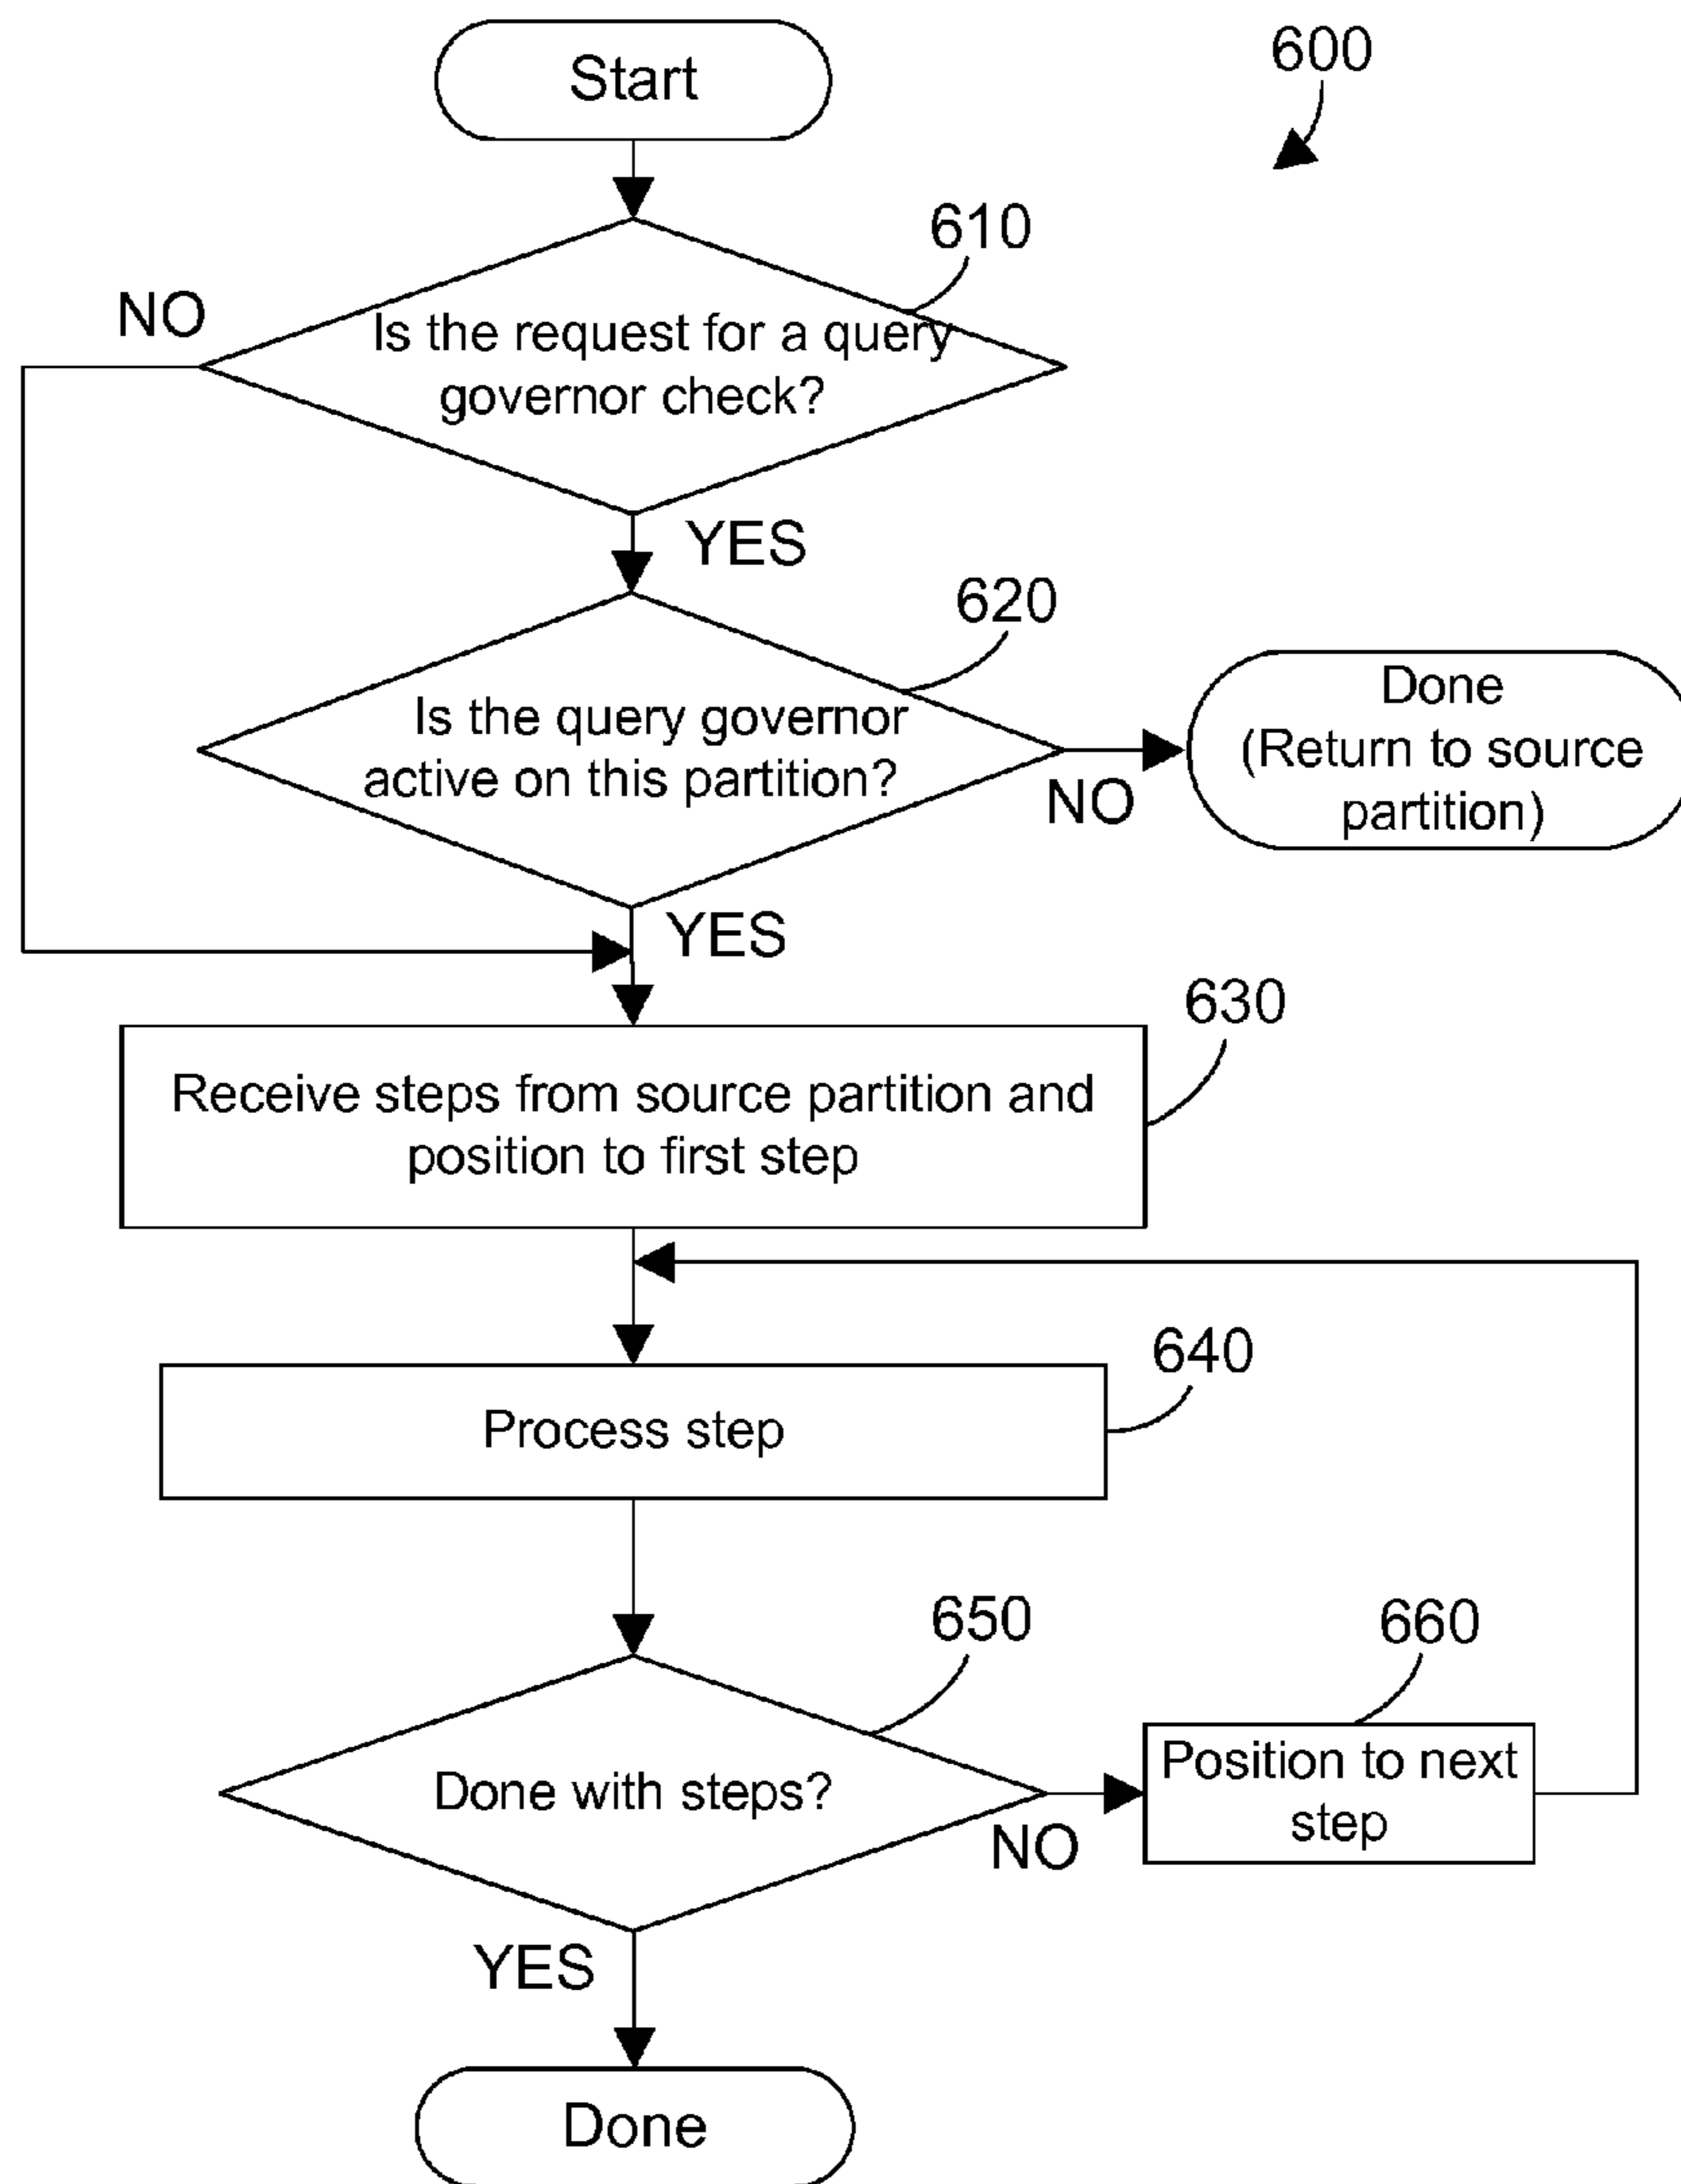 Start
600
610
NO
Is the request for a query
governor check?
YES
620
Is the query governor
active on this partition?
NO
Done
(Return to source
partition)
YES
630
Receive steps from source partition and
position to first step
640
Process step
650
660
Done with steps?
NO
Position to next
step
YES
Done